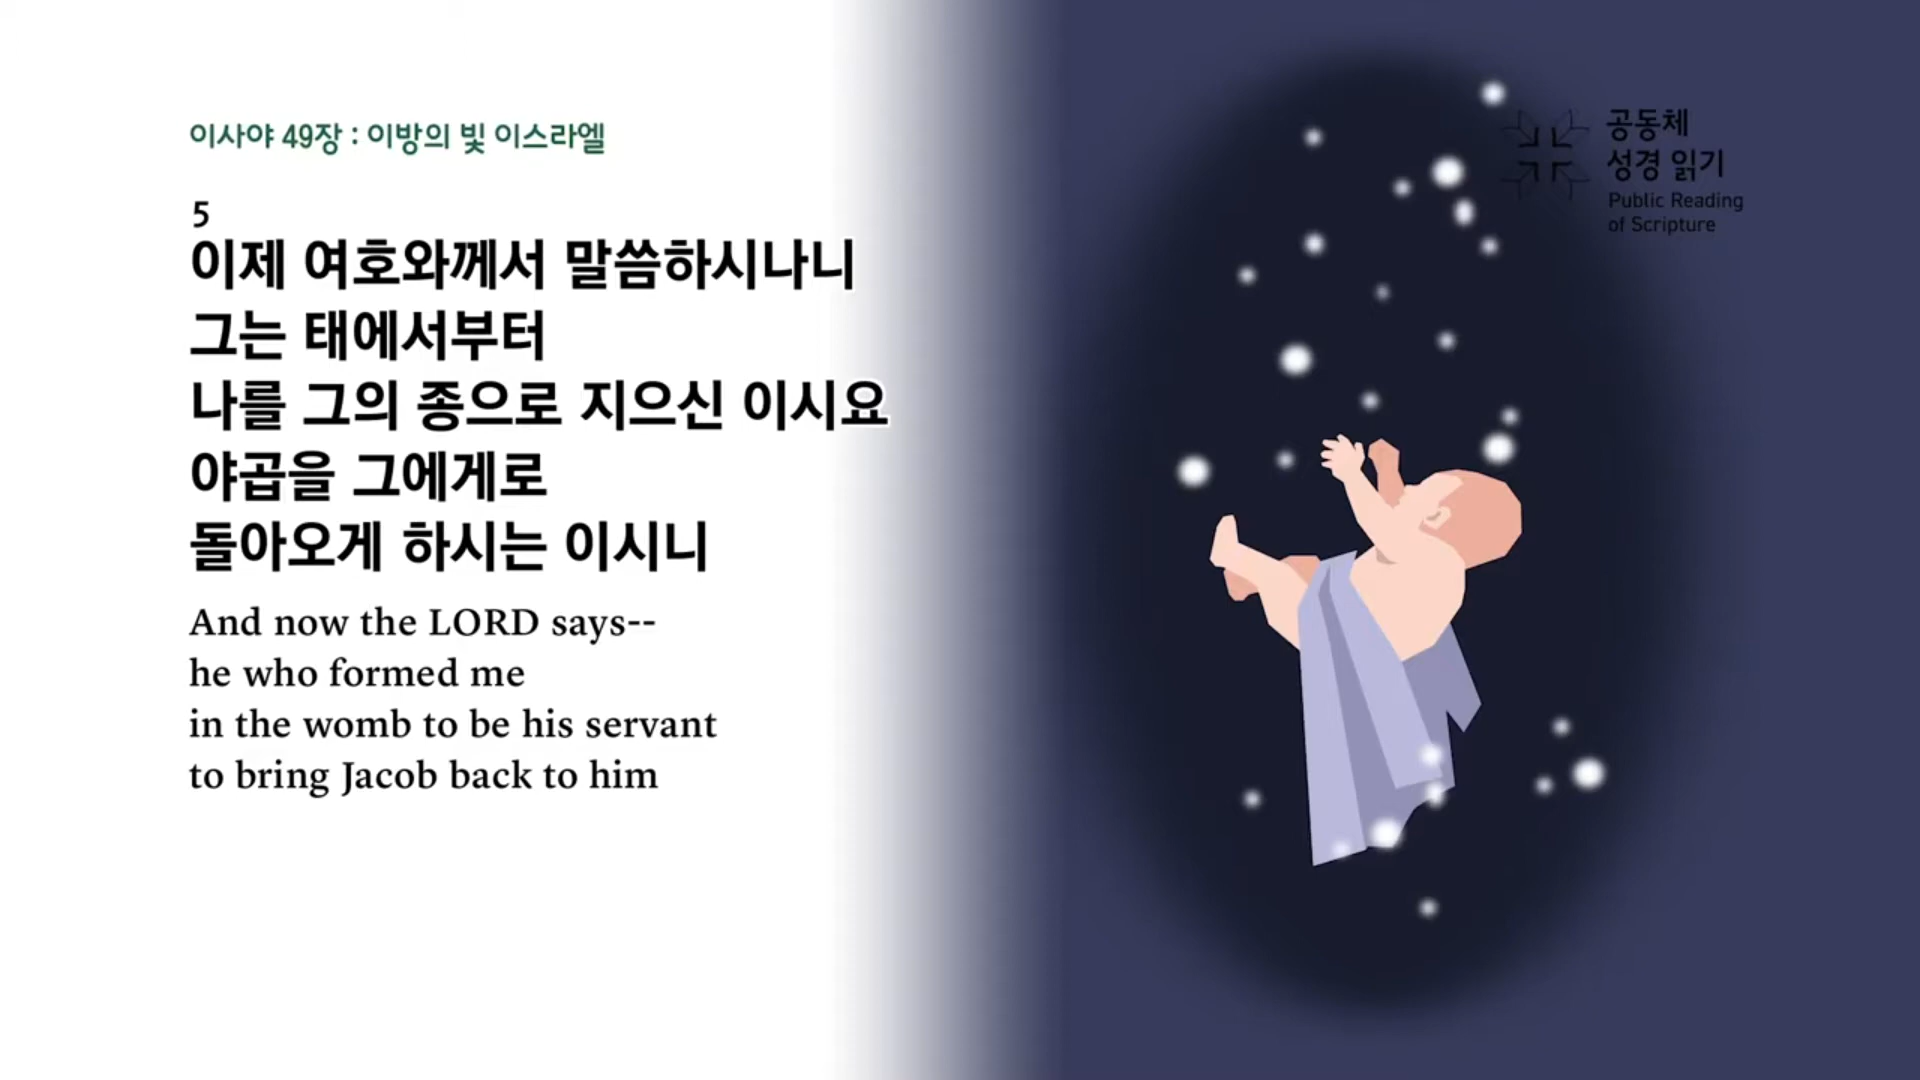 이사야 49장 : 이방의 빛 이스라엘
5
이제 여호와께서 말씀하시나니
그는 태에서부터
나를 그의 종으로 지으신 이시요
야곱을 그에게로
돌아오게 하시는 이시니
And now the LORD says--
he who formed me
in the womb to be his servant
to bring Jacob back to him
공동체
성경 읽기
Public Reading
of Scripture